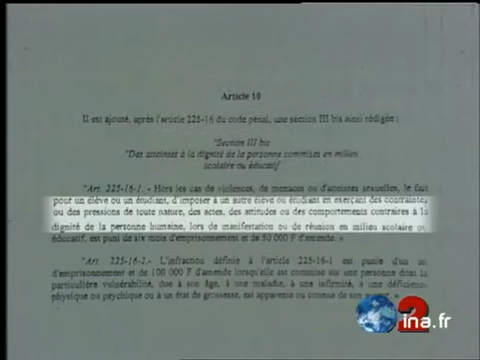 Article 10
Il est ajouté, après l'article 225-16 du code pénal, une section III bis ainsi rédigée :
"Section III bis
"Des atteintes à la dignité de la personne commises en milieu
scolaire ou éducatif
"Art. 225-16-1. - Hors les cas de violences, de menaces ou d'atteintes sexuelles, le fait
pour un élève ou un étudiant, d'imposer à un autre élève ou étudiant en exerçant des contraintes
ou des pressions de toute nature, des actes, des attitudes ou des comportements contraires à la
dignité de la personne humaine, lors de manifestation ou de réunion en milieu scolaire ou
éducatif, est puni de six mois d'emprisonnement et de 50 000 F d'amende. »
"Art. 225-16-2.- L'infraction définie à l'article 225-16-1 est punie d'un an
d'emprisonnement et de 100 000 F d'amende lorsqu'elle est commise sur une personne dont la
particulière vulnérabilité, due à son âge, à une maladie, à une infirmité, à une déficience
physique ou psychique ou à un état de grossesse, est apparente ou connue de son
2
ina.fr